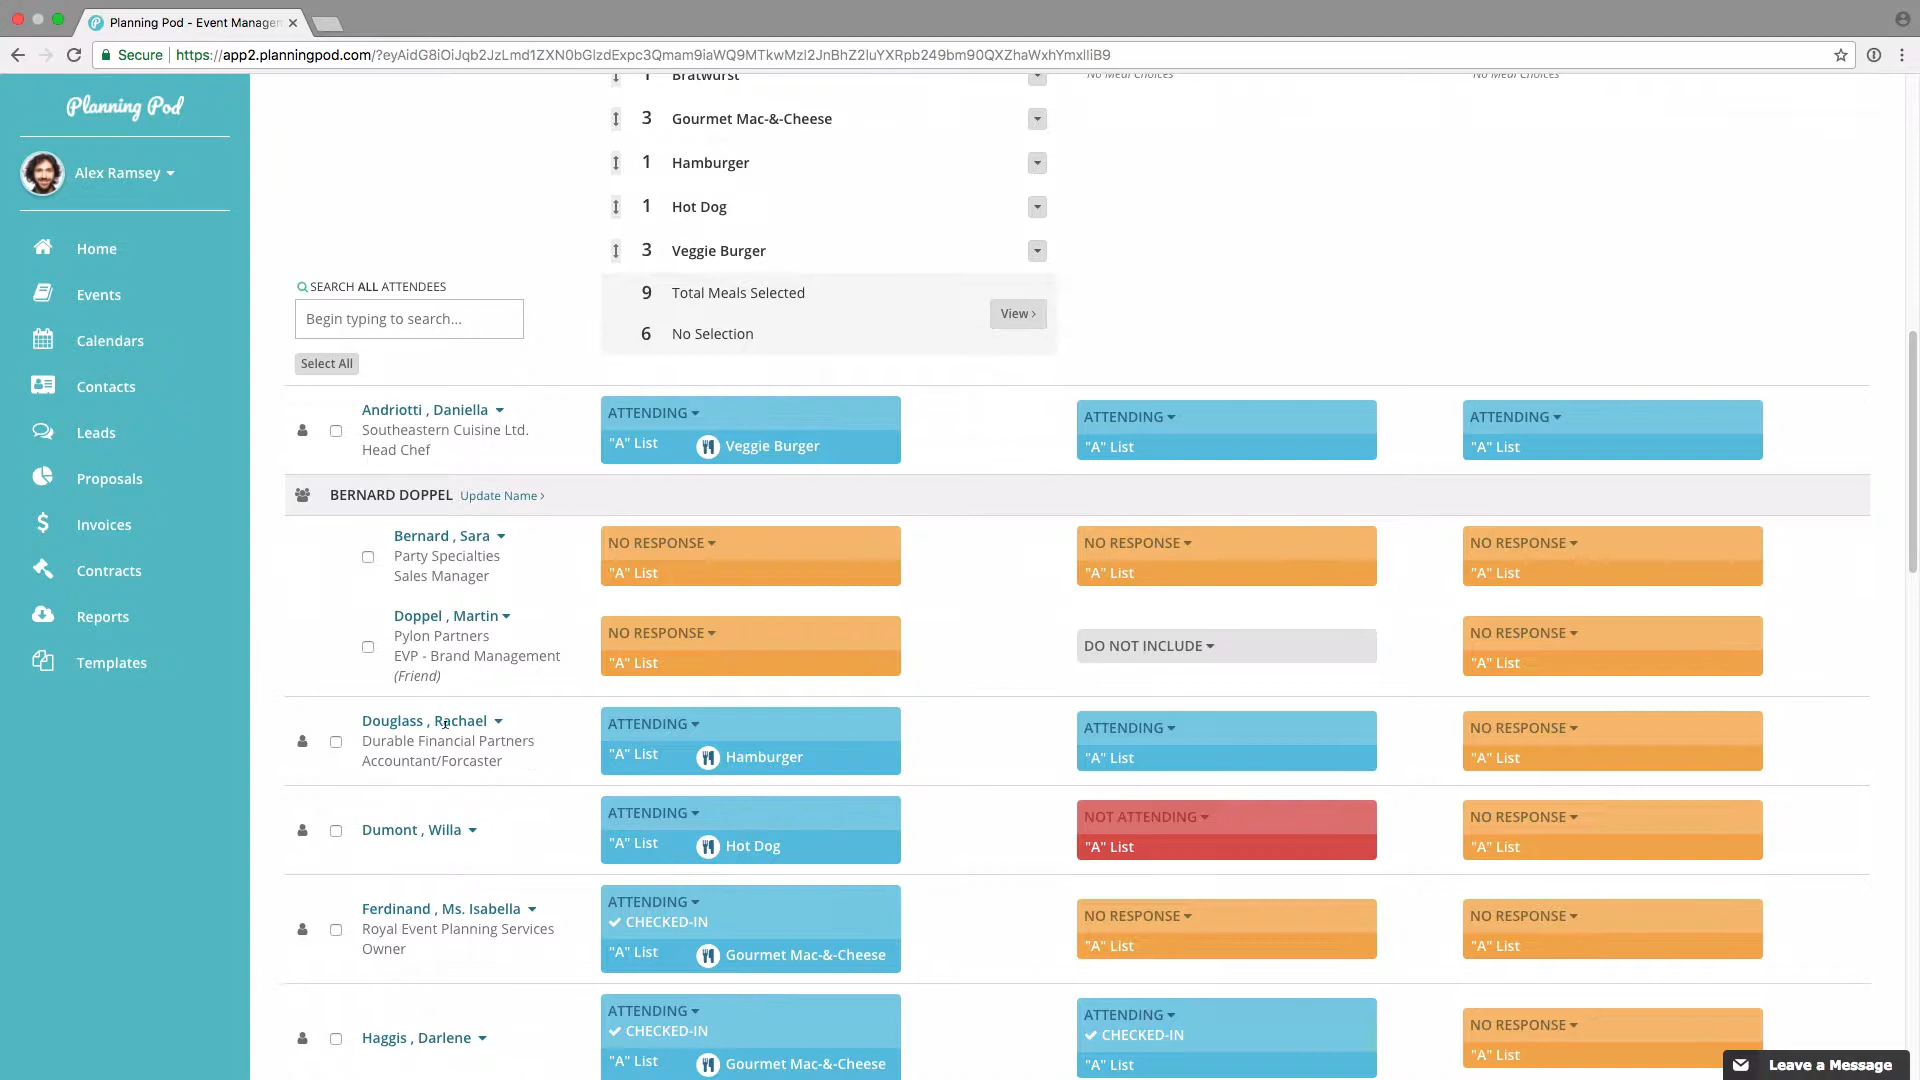 Planning Pod - Event Managem
Secure https://app2.planningpod.com/?eyAidG8iOiJqb2JzLmd1ZXN0bGlzdExpc3Qmam9iaWQ9MTkwMzI2JnBhZ2luYXRpb249bm90QXZhaWxhYmxlIiB9
Planning Pod
Alex Ramsey
Home
Events
Calendars
Contacts
Leads
Proposals
Invoices
Contracts
Reports
Templates
1 Bratwurst
No Meal Choices
No Meal Choices
3 Gourmet Mac-&-Cheese
1 Hamburger
1 Hot Dog
3 Veggie Burger
SEARCH ALL ATTENDEES
Begin typing to search...
Select All
9 Total Meals Selected
6 No Selection
View ›
Andriotti , Daniella
Southeastern Cuisine Ltd.
Head Chef
ATTENDING
"A" List Veggie Burger
ATTENDING
"A" List
ATTENDING
"A" List
BERNARD DOPPEL Update Name ›
Bernard , Sara
Party Specialties
Sales Manager
NO RESPONSE
"A" List
NO RESPONSE
"A" List
NO RESPONSE
"A" List
Doppel , Martin
Pylon Partners
EVP - Brand Management
(Friend)
NO RESPONSE
"A" List
DO NOT INCLUDE
NO RESPONSE
"A" List
Douglass , Rachael
Durable Financial Partners
Accountant/Forcaster
ATTENDING
"A" List Hamburger
ATTENDING
"A" List
NO RESPONSE
"A" List
Dumont , Willa
ATTENDING
"A" List Hot Dog
NOT ATTENDING
"A" List
NO RESPONSE
"A" List
Ferdinand , Ms. Isabella
Royal Event Planning Services
Owner
ATTENDING
CHECKED-IN
"A" List Gourmet Mac-&-Cheese
NO RESPONSE
"A" List
NO RESPONSE
"A" List
Haggis , Darlene
ATTENDING
CHECKED-IN
"A" List Gourmet Mac-&-Cheese
ATTENDING
CHECKED-IN
"A" List
NO RESPONSE
"A" List
Leave a Message